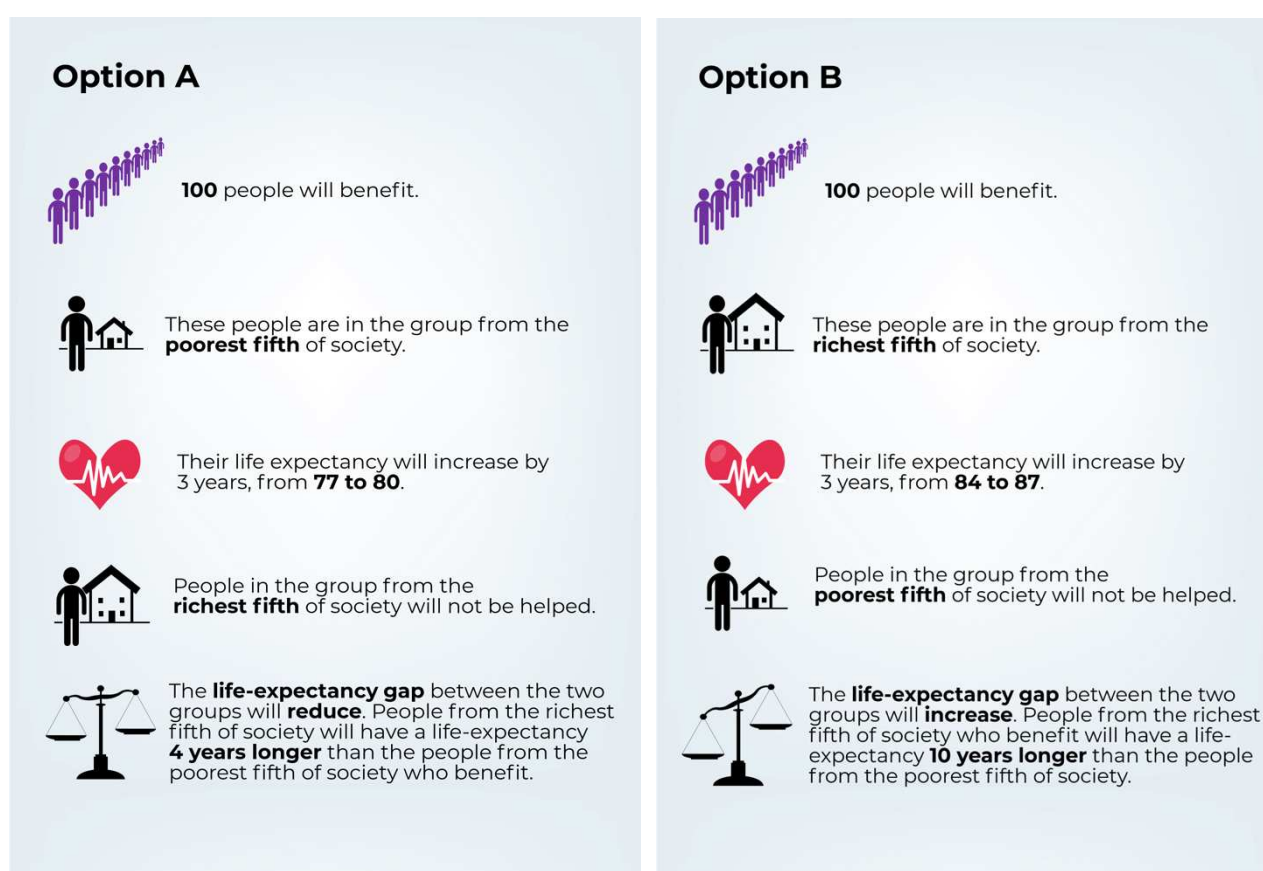 Option A
100 people will benefit.
These people are in the group from the
poorest fifth of society.
Their life expectancy will increase by
3 years, from 77 to 80.
People in the group from the
richest fifth of society will not be helped.
The life-expectancy gap between the two
groups will reduce. People from the richest
fifth of society will have a life-expectancy
4 years longer than the people from the
poorest fifth of society who benefit.
Option B
100 people will benefit.
These people are in the group from the
richest fifth of society.
Their life expectancy will increase by
3 years, from 84 to 87.
People in the group from the
poorest fifth of society will not be helped.
The life-expectancy gap between the two
groups will increase. People from the richest
fifth of society who benefit will have a life-
expectancy 10 years longer than the people
from the poorest fifth of society.